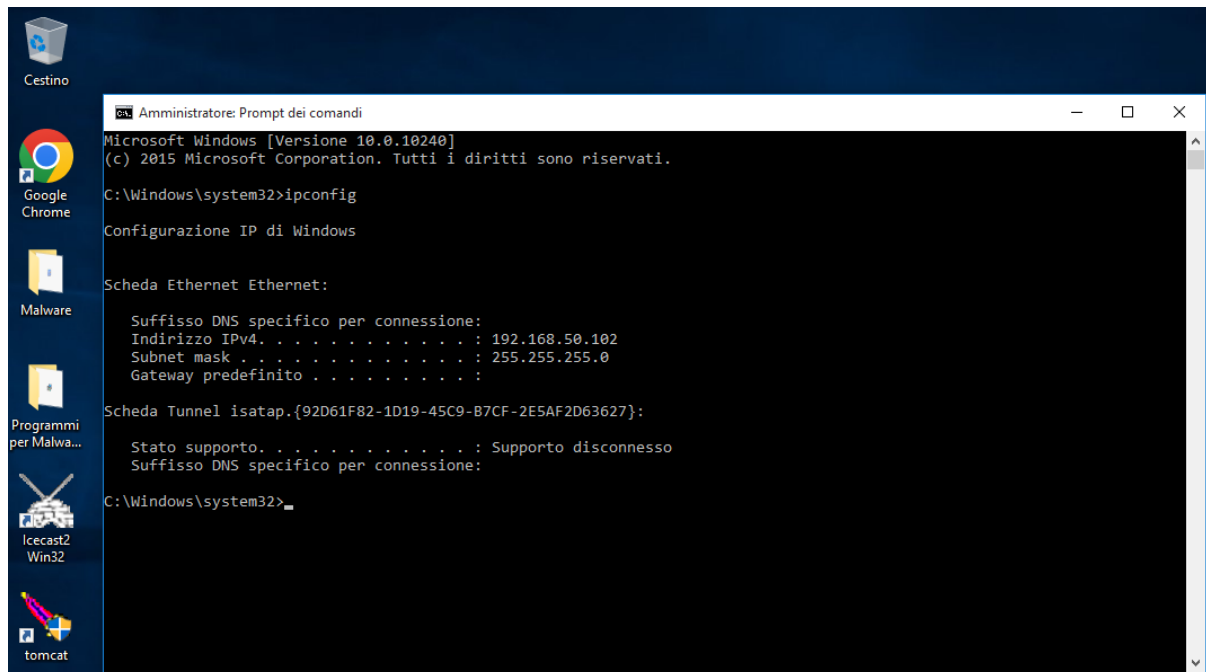 Cestino
Google
Chrome
Malware
Programmi
per Malwa...
Icecast2
Win32
tomcat
Amministratore: Prompt dei comandi
Microsoft Windows [Versione 10.0.10240]
(c) 2015 Microsoft Corporation. Tutti i diritti sono riservati.
C:\Windows\system32>ipconfig
Configurazione IP di Windows
Scheda Ethernet Ethernet:
Suffisso DNS specifico per connessione:
Indirizzo IPv4. . . . . . . . . . . . : 192.168.50.102
Subnet mask . . . . . . . . . . . . . : 255.255.255.0
Gateway predefinito . . . . . . . . . :
Scheda Tunnel isatap.{92D61F82-1D19-45C9-B7CF-2E5AF2D63627}:
Stato supporto. . . . . . . . . . . . : Supporto disconnesso
Suffisso DNS specifico per connessione:
C:\Windows\system32>